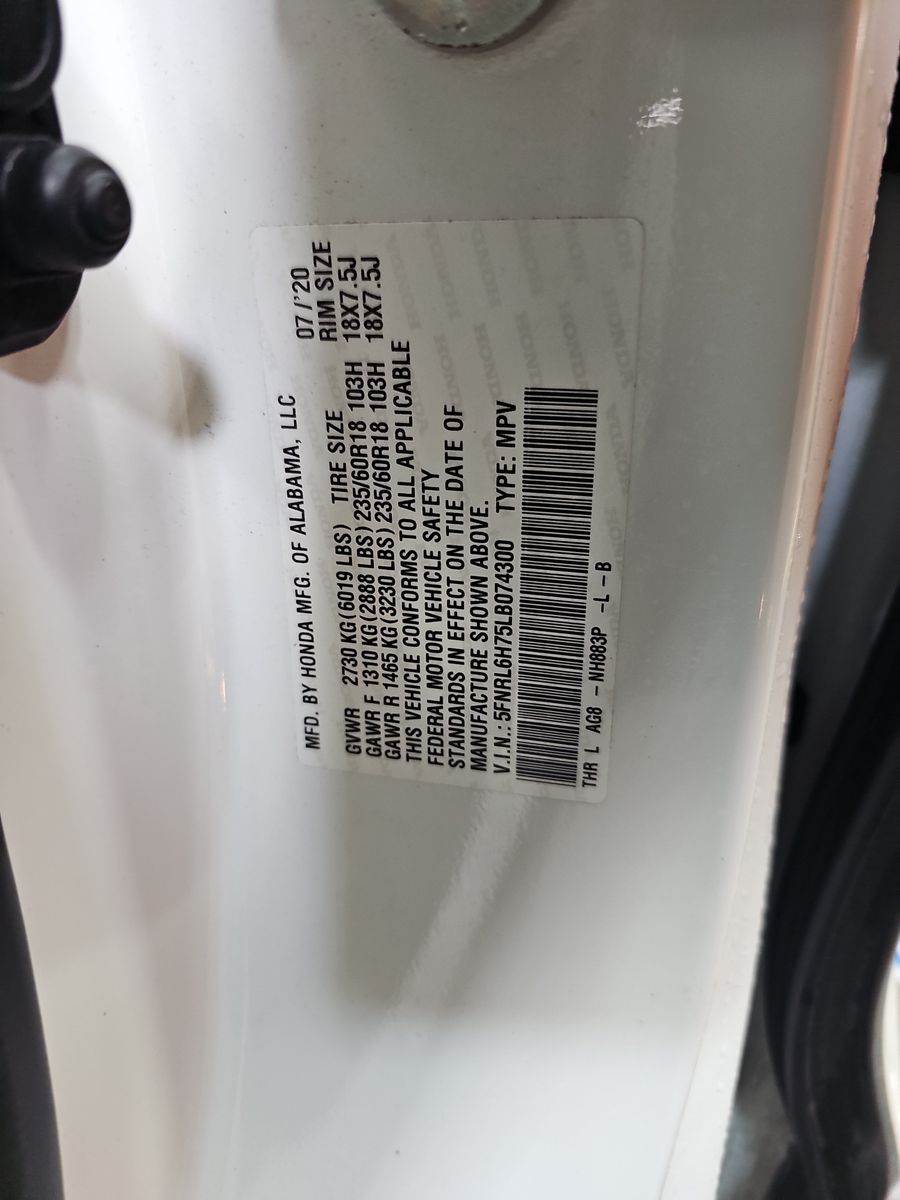 MFD. BY HONDA MFG. OF ALABAMA, LLC 07/'20
GVWR 2730 KG (6019 LBS) TIRE SIZE RIM SIZE
GAWR F 1310 KG (2888 LBS) 235/60R18 103H 18X7.5J
GAWR R 1465 KG (3230 LBS) 235/60R18 103H 18X7.5J
THIS VEHICLE CONFORMS TO ALL APPLICABLE
FEDERAL MOTOR VEHICLE SAFETY
STANDARDS IN EFFECT ON THE DATE OF
MANUFACTURE SHOWN ABOVE.
V.I.N.: 5FNRL6H75LB074300 TYPE: MPV
THR L AG8 - NH883P -L-B